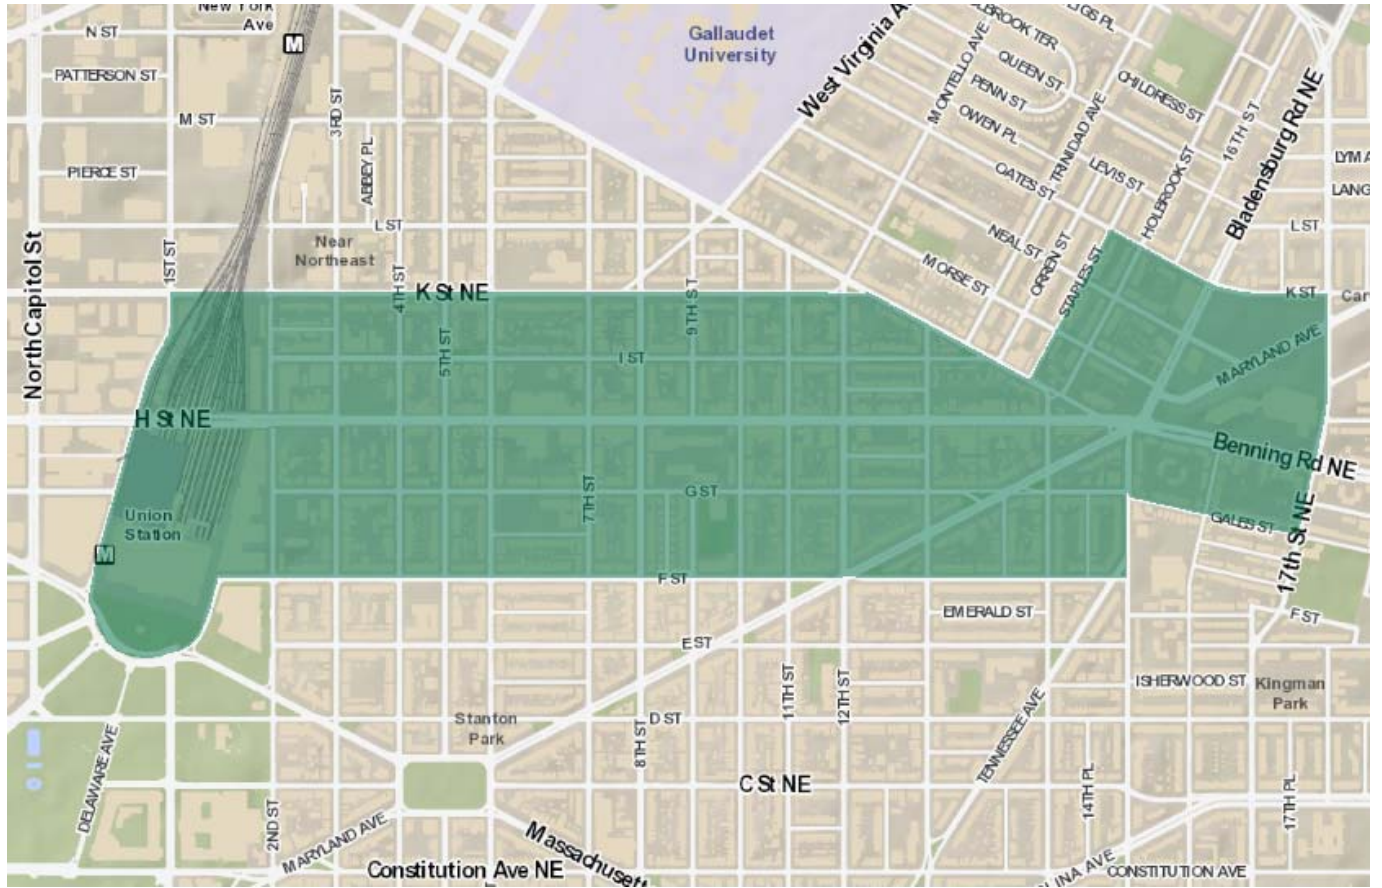 New York
Ave
M
N ST
PATTERSON ST
M ST
PIERCE ST
3RD ST
ABBEY PL
L ST
1ST ST
Near
Northeast
North Capitol St
4TH ST
K St NE
5TH ST
9TH ST
I ST
H St NE
G ST
7TH ST
Union
Station
M
F ST
Gallaudet
University
West Virginia A
MONTELLO AVE
QUEEN ST
PENN ST
OWEN PL
CHILDRESS ST
TRINIDAD AVE
OATES ST
LEVIS ST
16TH ST
HOLBROOK ST
Bladensburg Rd NE
LYMA
LANG
L ST
NEAL ST
MORSE ST
ORREN ST
STAPLES ST
K ST
Car
MARYLAND AVE
Benning Rd NE
GALES ST
17th St NE
F ST
EMERALD ST
E ST
11TH ST
12TH ST
ISHERWOOD ST
Kingman
Park
Stanton
Park
8TH ST
D ST
TENNESSEE AVE
C St NE
14TH PL
17TH PL
DELAWARE AVE
2ND ST
MARYLAND AVE
Massachusett
Constitution Ave NE
LINA AVE
CONSTITUTION AVE